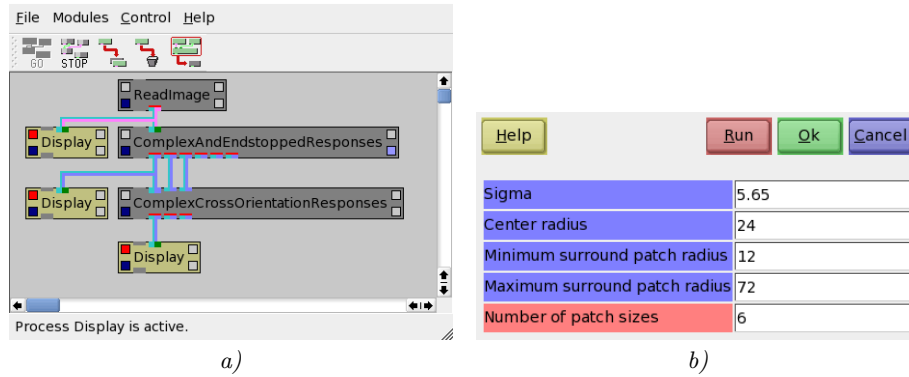 File Modules Control Help
GO STOP
ReadImage
Display ComplexAndEndstoppedResponses
Display ComplexCrossOrientationResponses
Display
Process Display is active.
a)
Help Run Ok Cancel
Sigma 5.65
Center radius 24
Minimum surround patch radius 12
Maximum surround patch radius 72
Number of patch sizes 6
b)